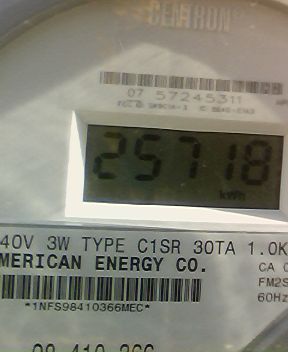 CENTRON
07 57245311
25718
kWh
40V 3W TYPE C1SR 30TA 1.0K
MERICAN ENERGY CO.
CA 0
FM2S
60Hz
*1NFS98410366MEC*